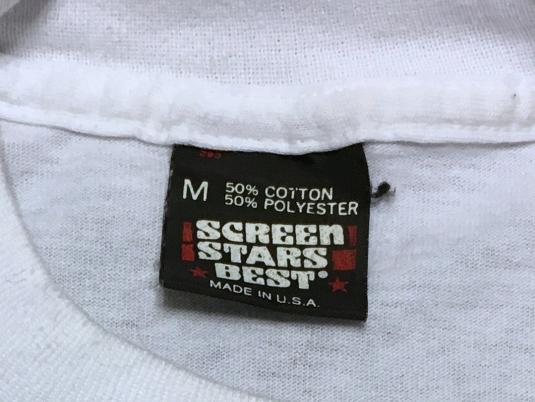 M 50% COTTON
50% POLYESTER
SCREEN
STARS
BEST
MADE IN U.S.A.